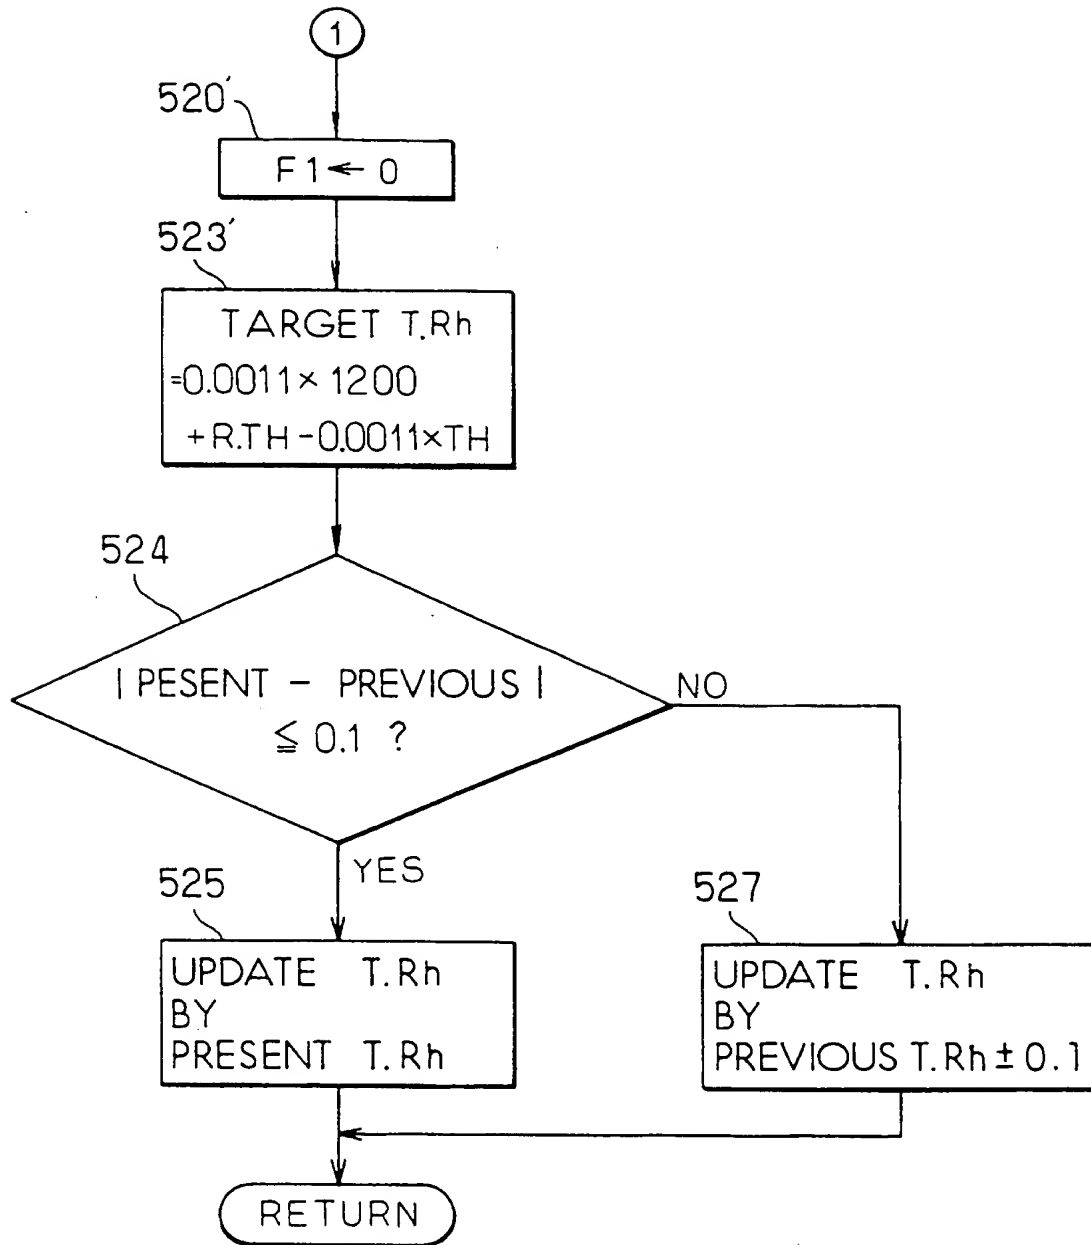 1
520′
F1 ← 0
523′
TARGET T.Rh
=0.0011×1200
+R.TH-0.0011×TH
524
| PESENT - PREVIOUS |
≦ 0.1 ?
NO
YES
525
UPDATE T.Rh
BY
PRESENT T.Rh
527
UPDATE T.Rh
BY
PREVIOUS T.Rh ± 0.1
RETURN